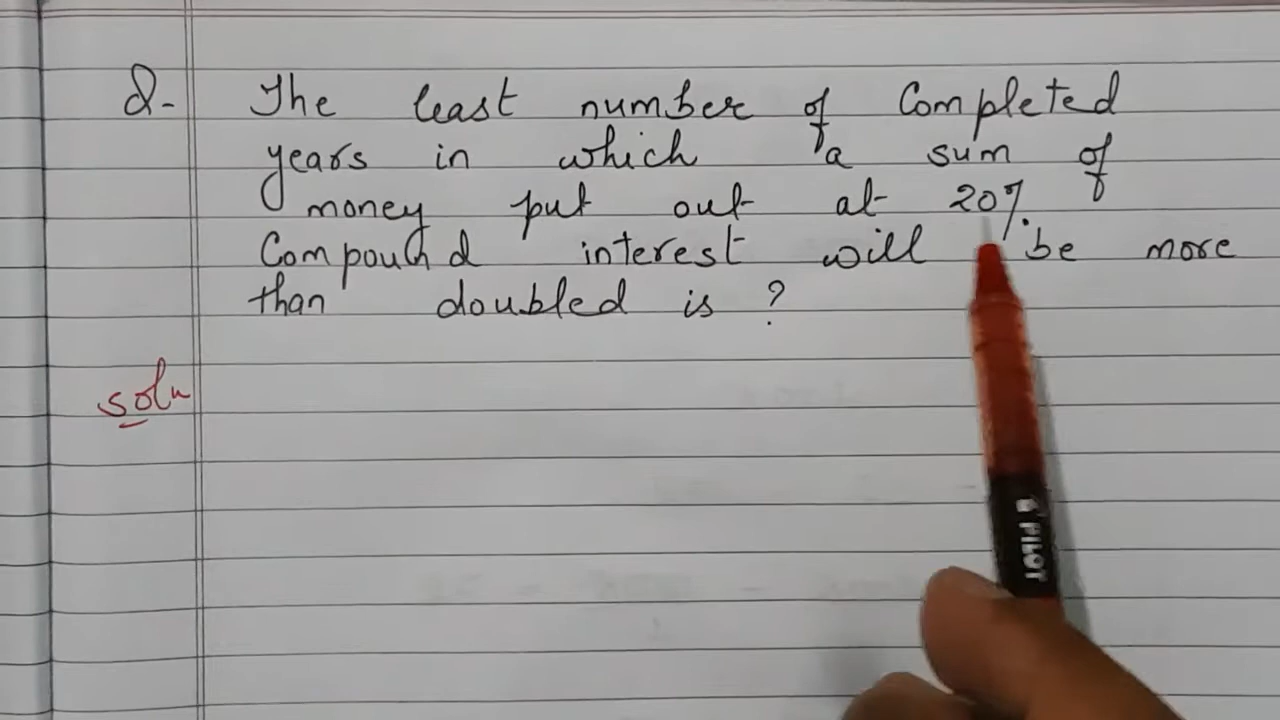 Q- The least number of Completed
years in which a sum of
money put out at 20%
Compound interest will be more
than doubled is ?
soln
PILOT